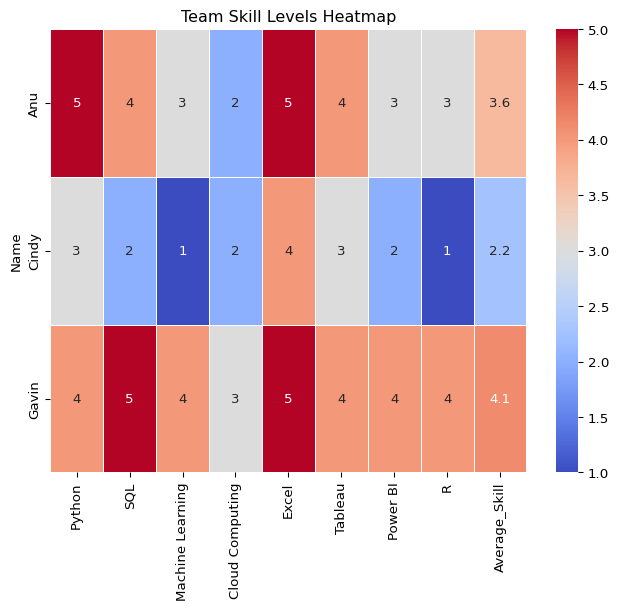 Team Skill Levels Heatmap
Name
Anu
5 4 3 2 5 4 3 3 3.6
Cindy
3 2 1 2 4 3 2 1 2.2
Gavin
4 5 4 3 5 4 4 4 4.1
Python
SQL
Machine Learning
Cloud Computing
Excel
Tableau
Power BI
R
Average_Skill
5.0
4.5
4.0
3.5
3.0
2.5
2.0
1.5
1.0